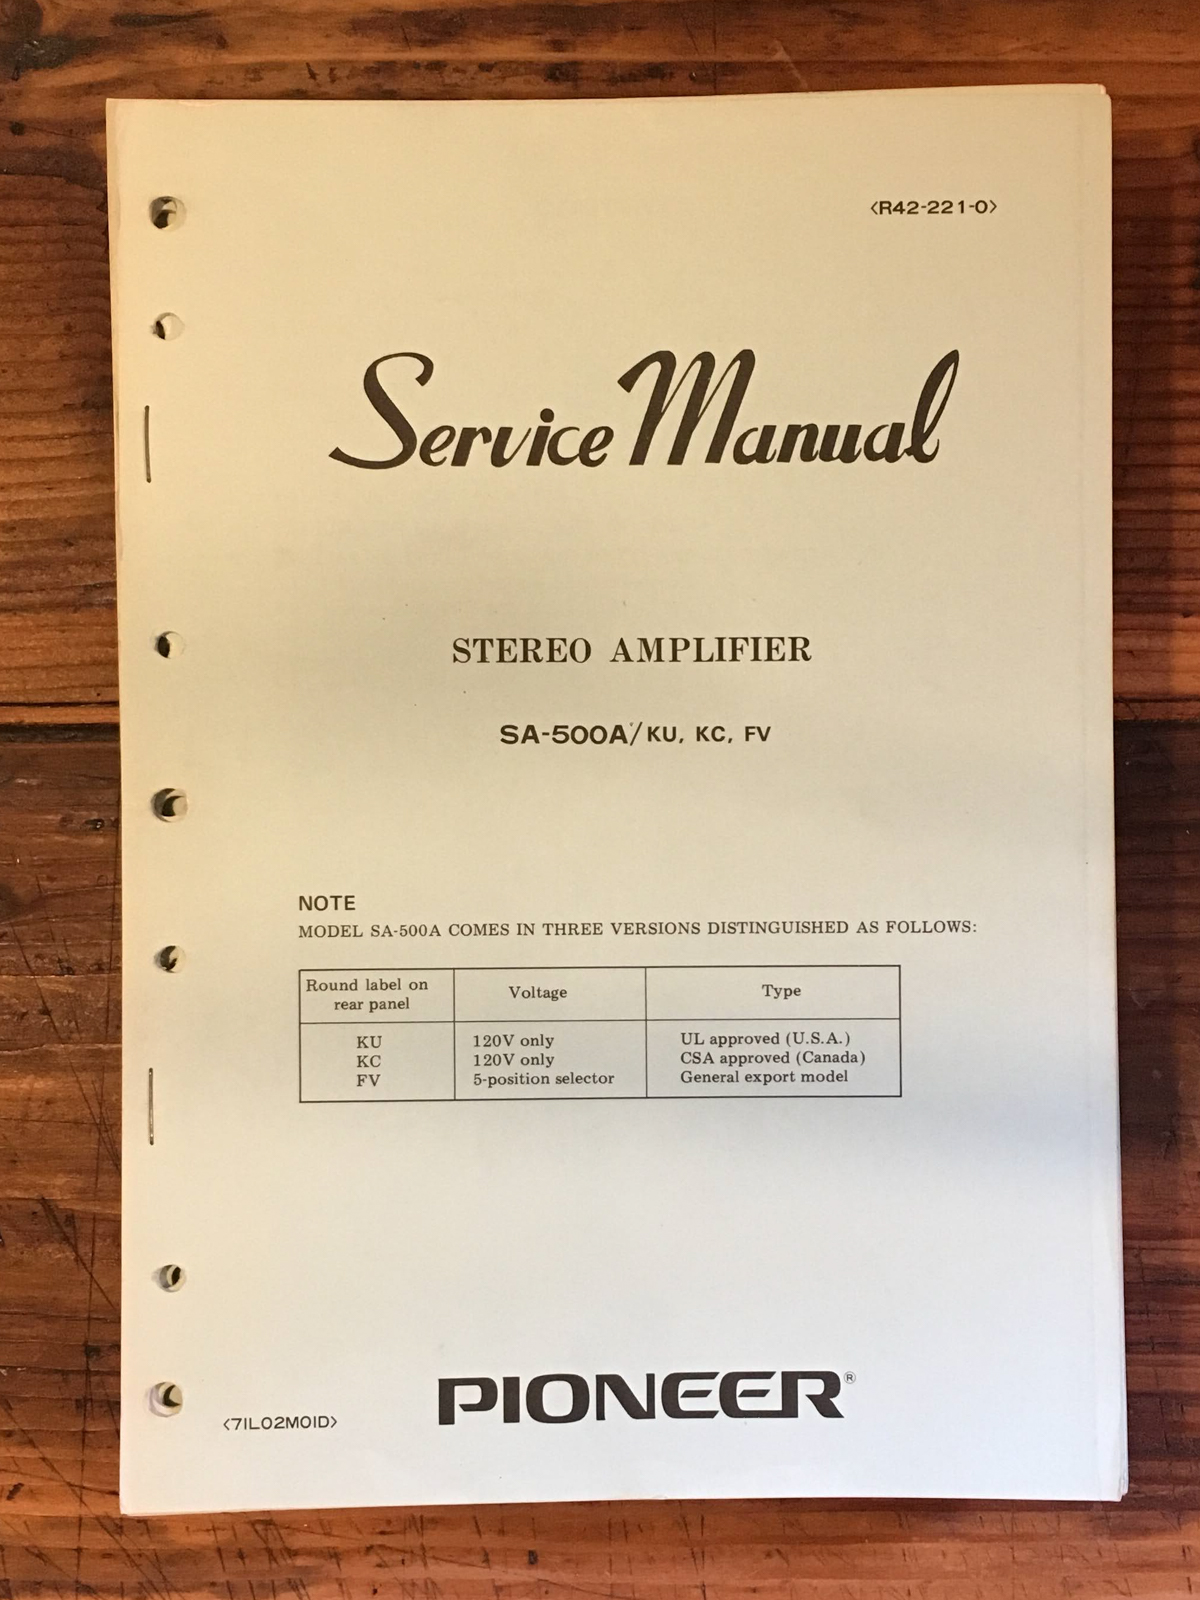 <R42-221-0>
Service Manual
STEREO AMPLIFIER
SA-500A/KU, KC, FV
NOTE
MODEL SA-500A COMES IN THREE VERSIONS DISTINGUISHED AS FOLLOWS:
Round label on rear panel Voltage Type
KU 120V only UL approved (U.S.A.)
KC 120V only CSA approved (Canada)
FV 5-position selector General export model
PIONEER®
<71L02M01D>